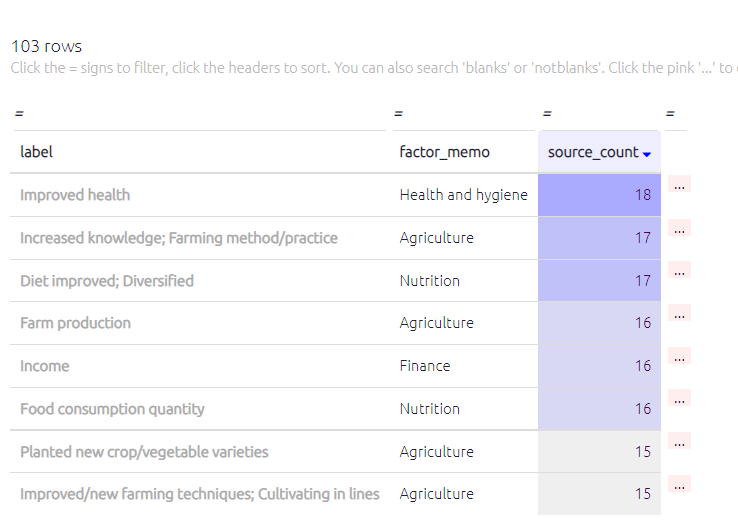 103 rows
Click the = signs to filter, click the headers to sort. You can also search 'blanks' or 'notblanks'. Click the pink '...' to
= = = =
label factor_memo source_count
Improved health Health and hygiene 18 ...
Increased knowledge; Farming method/practice Agriculture 17 ...
Diet improved; Diversified Nutrition 17 ...
Farm production Agriculture 16 ...
Income Finance 16 ...
Food consumption quantity Nutrition 16 ...
Planted new crop/vegetable varieties Agriculture 15 ...
Improved/new farming techniques; Cultivating in lines Agriculture 15 ...